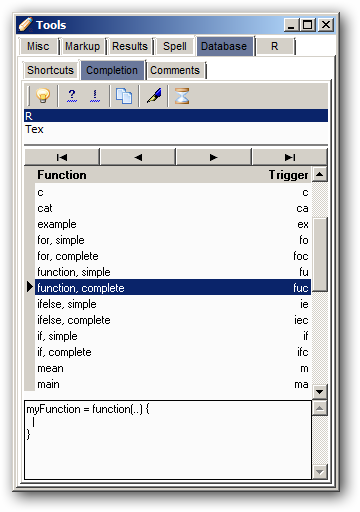 Tools
Misc Markup Results Spell Database R
Shortcuts Completion Comments
? !
R
Tex
Function Trigger
c c
cat ca
example ex
for, simple fo
for, complete foc
function, simple fu
function, complete fuc
ifelse, simple ie
ifelse, complete iec
if, simple if
if, complete ifc
mean m
main ma
myFunction = function(..) {
|
}